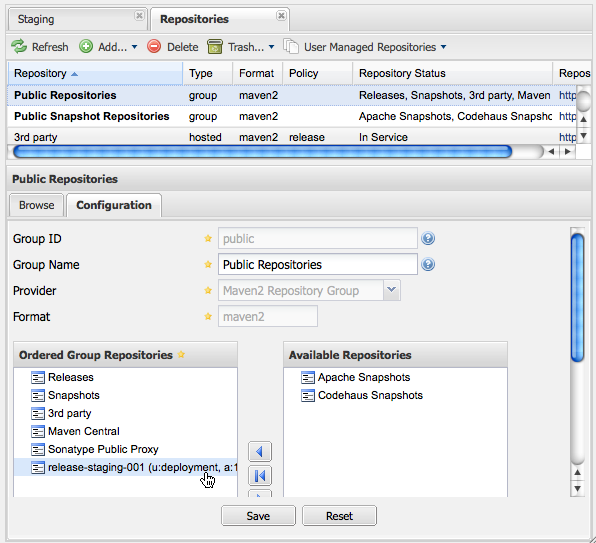 Staging Repositories
Refresh Add... Delete Trash... User Managed Repositories
Repository Type Format Policy Repository Status Repos
Public Repositories group maven2 Releases, Snapshots, 3rd party, Maven http
Public Snapshot Repositories group maven2 Apache Snapshots, Codehaus Snapsho http
3rd party hosted maven2 release In Service http
Public Repositories
Browse Configuration
Group ID public
Group Name Public Repositories
Provider Maven2 Repository Group
Format maven2
Ordered Group Repositories Available Repositories
Releases Apache Snapshots
Snapshots Codehaus Snapshots
3rd party
Maven Central
Sonatype Public Proxy
release-staging-001 (u:deployment, a:1
Save Reset